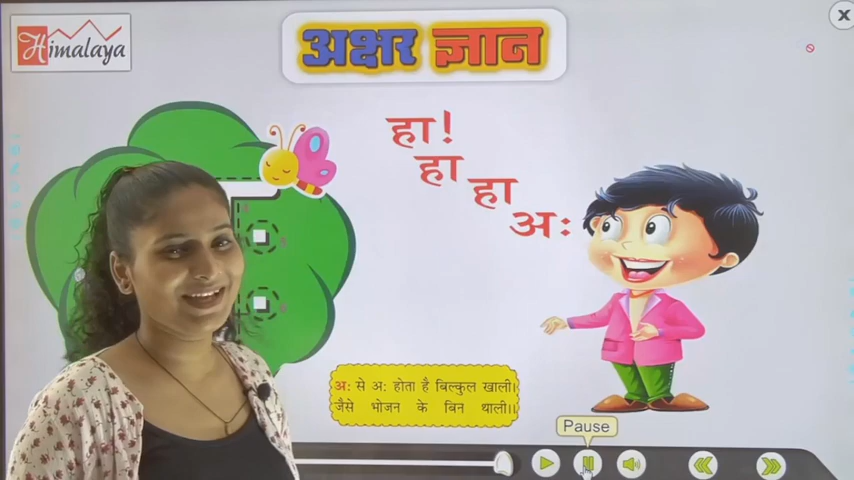 Himalaya
अक्षर ज्ञान
X
हा!
हा
हा
अः
अः से अः होता है बिल्कुल खाली।
जैसे भोजन के बिन थाली।।
Pause